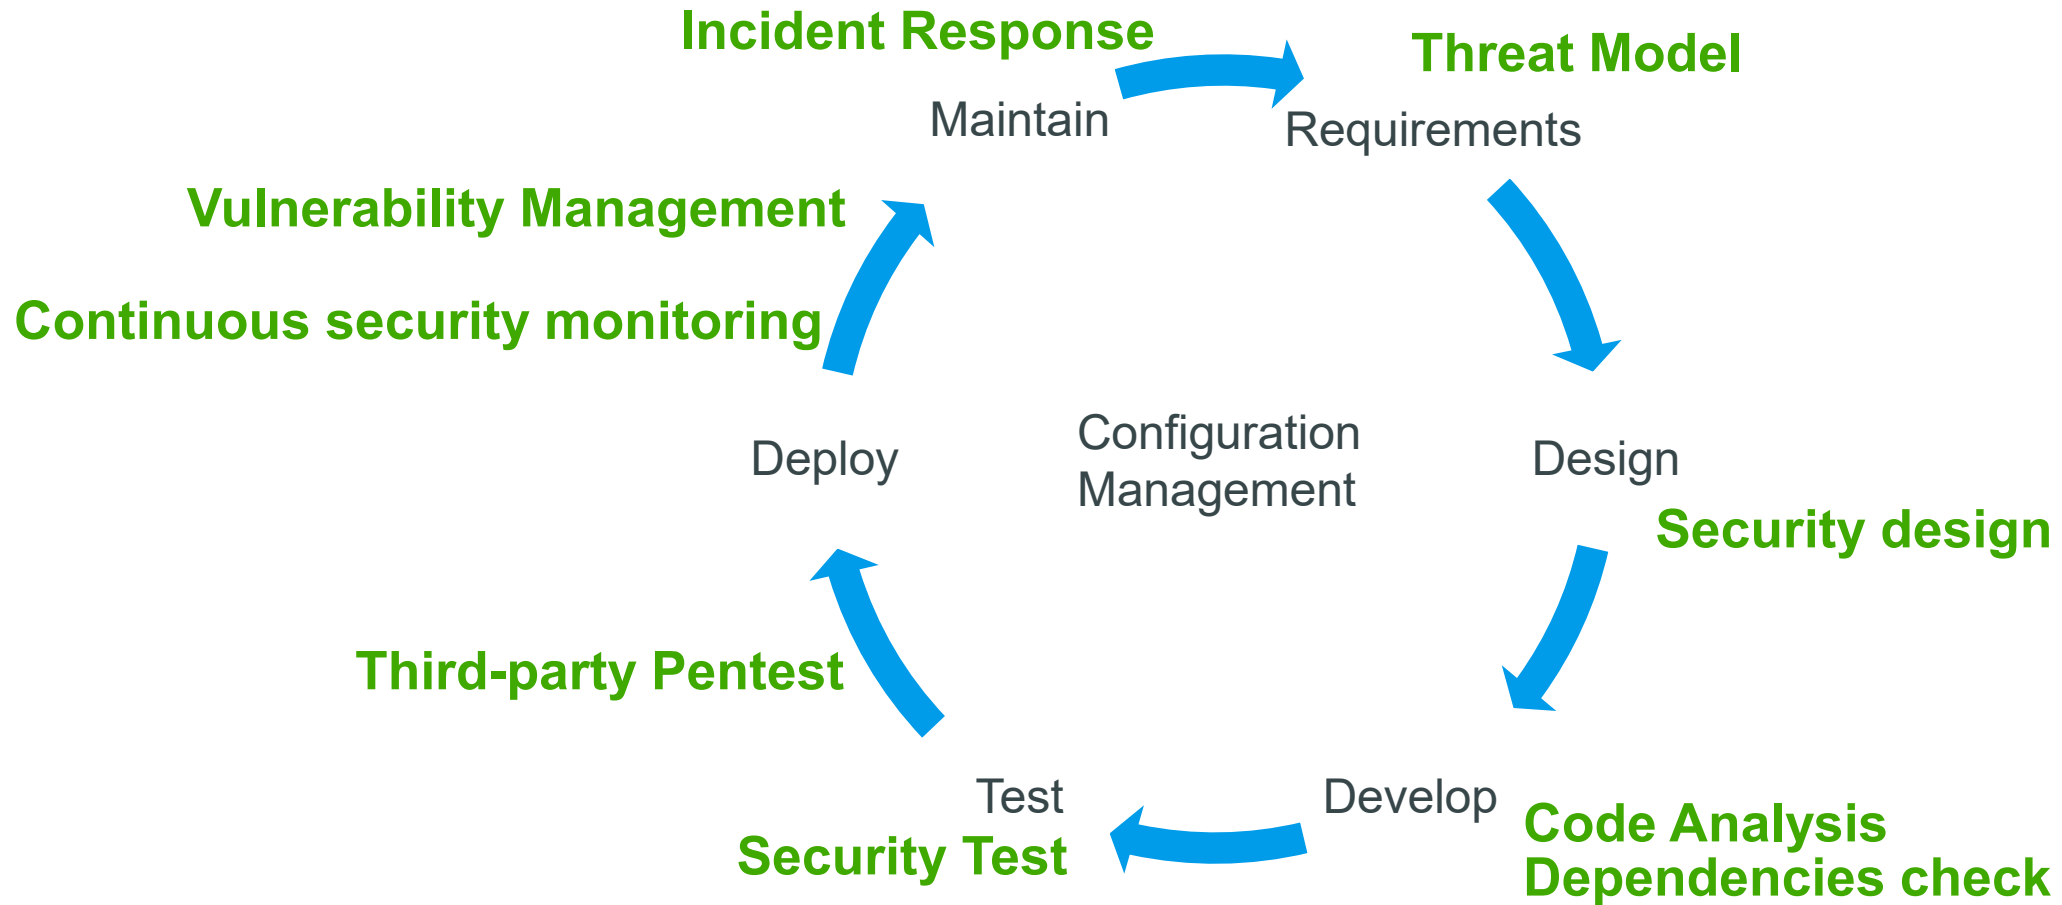 Incident Response
Threat Model
Maintain
Requirements
Vulnerability Management
Continuous security monitoring
Configuration
Management
Deploy
Design
Security design
Third-party Pentest
Test
Develop
Security Test
Code Analysis
Dependencies check